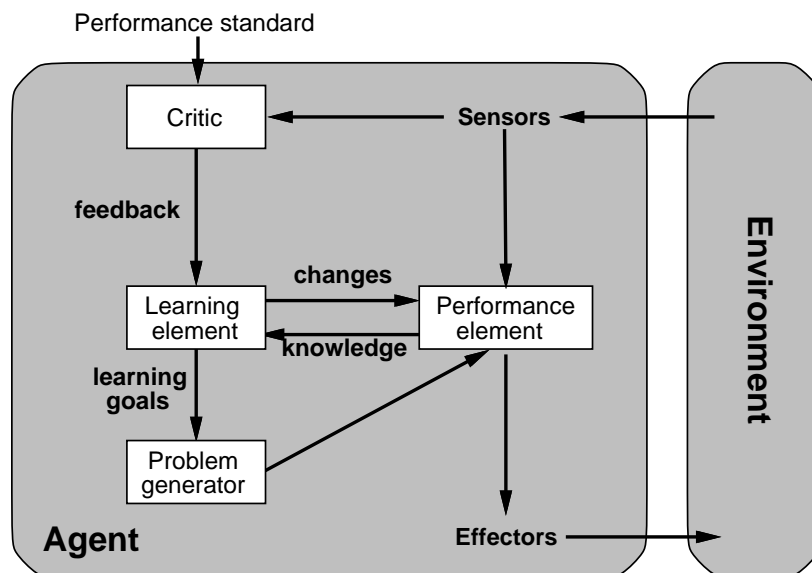 Performance standard
Critic
Sensors
feedback
changes
Learning
element
Performance
element
knowledge
learning
goals
Problem
generator
Agent
Effectors
Environment